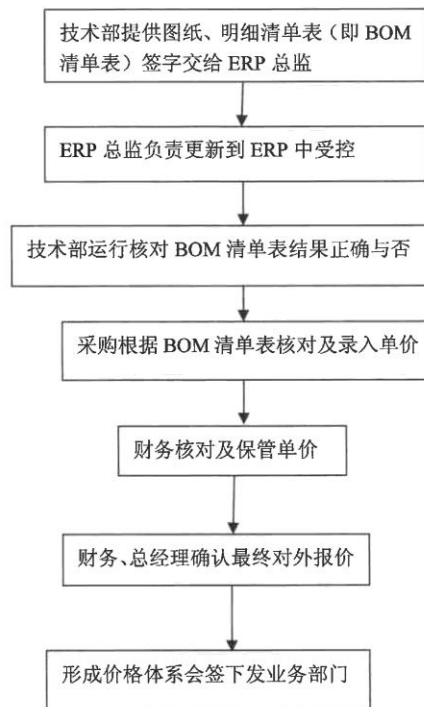 技术部提供图纸、明细清单表（即 BOM
清单表）签字交给 ERP 总监
ERP 总监负责更新到 ERP 中受控
技术部运行核对 BOM 清单表结果正确与否
采购根据 BOM 清单表核对及录入单价
财务核对及保管单价
财务、总经理确认最终对外报价
形成价格体系会签下发业务部门